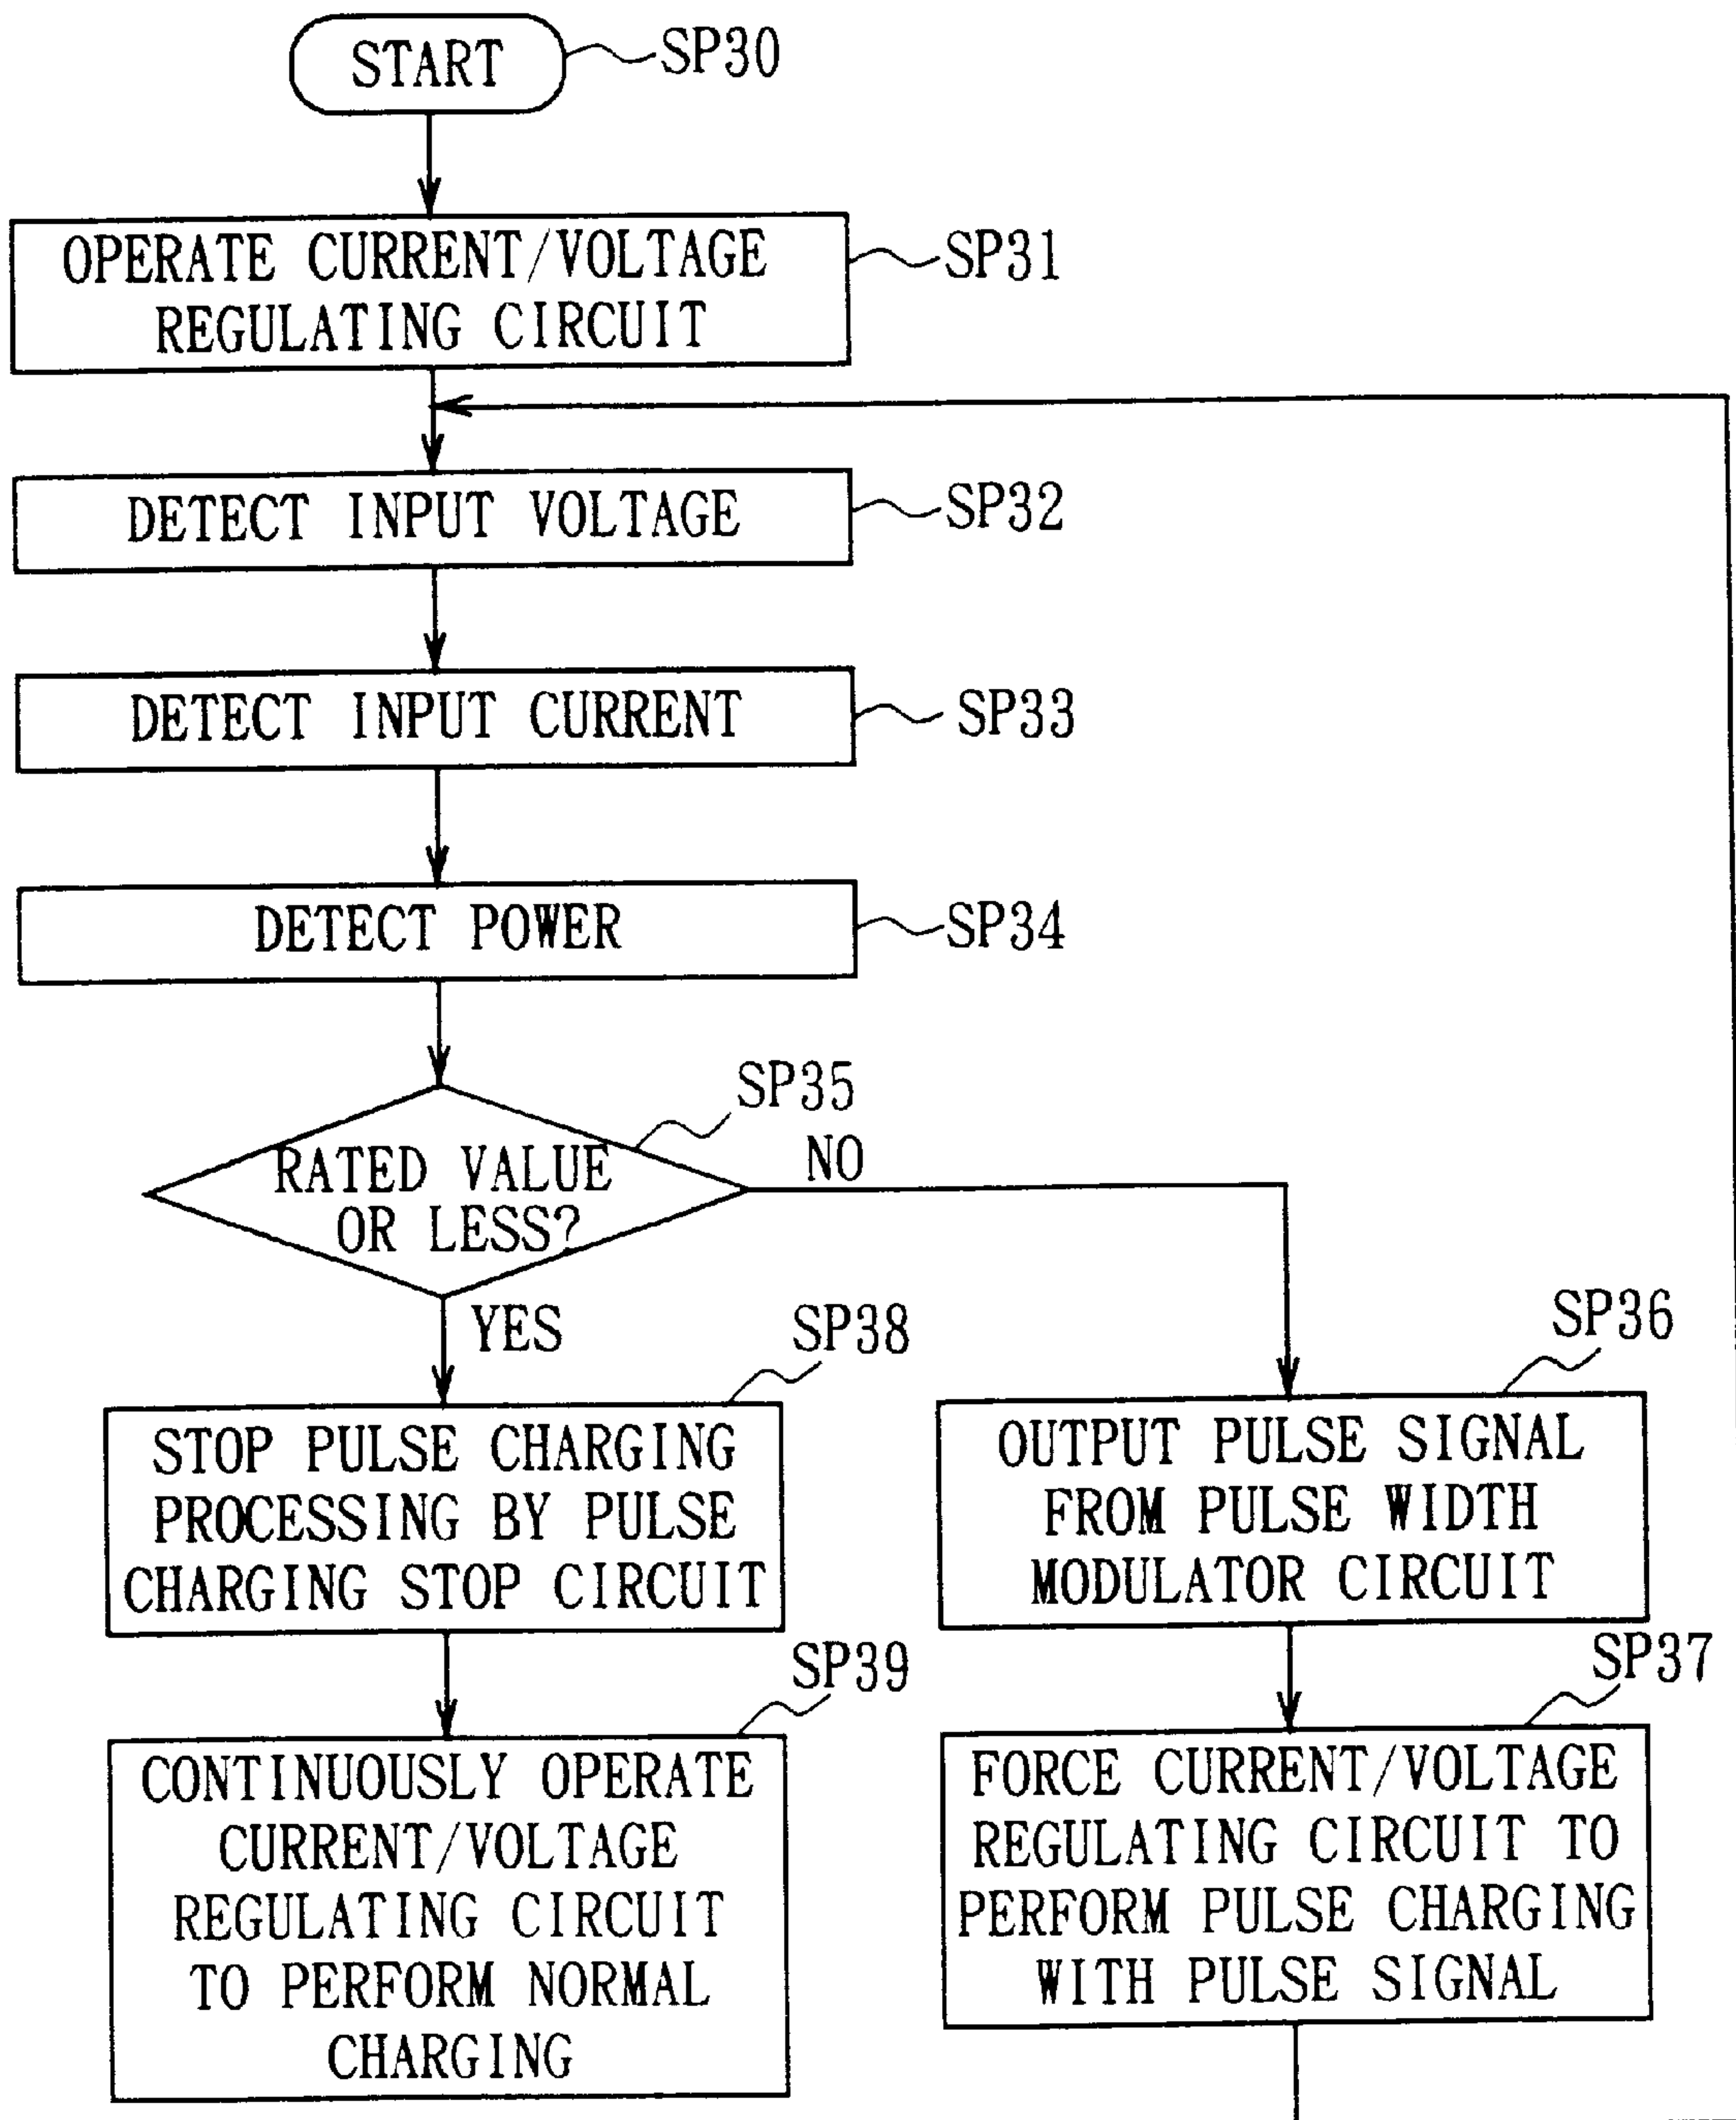 START
SP30
OPERATE CURRENT/VOLTAGE
REGULATING CIRCUIT
SP31
DETECT INPUT VOLTAGE
SP32
DETECT INPUT CURRENT
SP33
DETECT POWER
SP34
SP35
RATED VALUE
OR LESS?
NO
YES
SP38
STOP PULSE CHARGING
PROCESSING BY PULSE
CHARGING STOP CIRCUIT
SP39
CONTINUOUSLY OPERATE
CURRENT/VOLTAGE
REGULATING CIRCUIT
TO PERFORM NORMAL
CHARGING
SP36
OUTPUT PULSE SIGNAL
FROM PULSE WIDTH
MODULATOR CIRCUIT
SP37
FORCE CURRENT/VOLTAGE
REGULATING CIRCUIT TO
PERFORM PULSE CHARGING
WITH PULSE SIGNAL